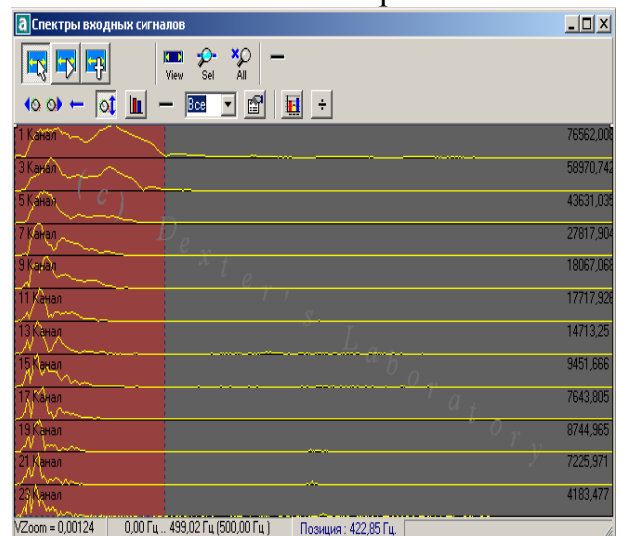 Спектры входных сигналов
View Sel All
Все
1 Канал 76562,008
3 Канал 58970,742
5 Канал 43631,035
7 Канал 27817,904
9 Канал 18067,068
11 Канал 17717,928
13 Канал 14713,25
15 Канал 9451,666
17 Канал 7643,805
19 Канал 8744,965
21 Канал 7225,971
23 Канал 4183,477
(c) Dexter's Laboratory
VZoom = 0,00124 0,00 Гц .. 499,02 Гц (500,00 Гц ) Позиция : 422,85 Гц.